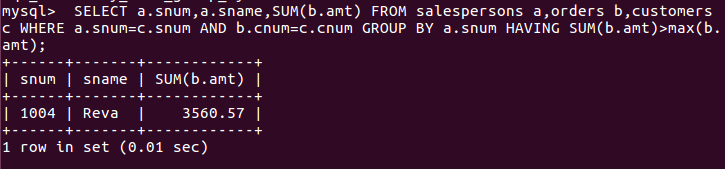 mysql>  SELECT a.snum,a.sname,SUM(b.amt) FROM salespersons a,orders b,customers
c WHERE a.snum=c.snum AND b.cnum=c.cnum GROUP BY a.snum HAVING SUM(b.amt)>max(b.
amt);
+------+-------+------------+
| snum | sname | SUM(b.amt) |
+------+-------+------------+
| 1004 | Reva  |    3560.57 |
+------+-------+------------+
1 row in set (0.01 sec)